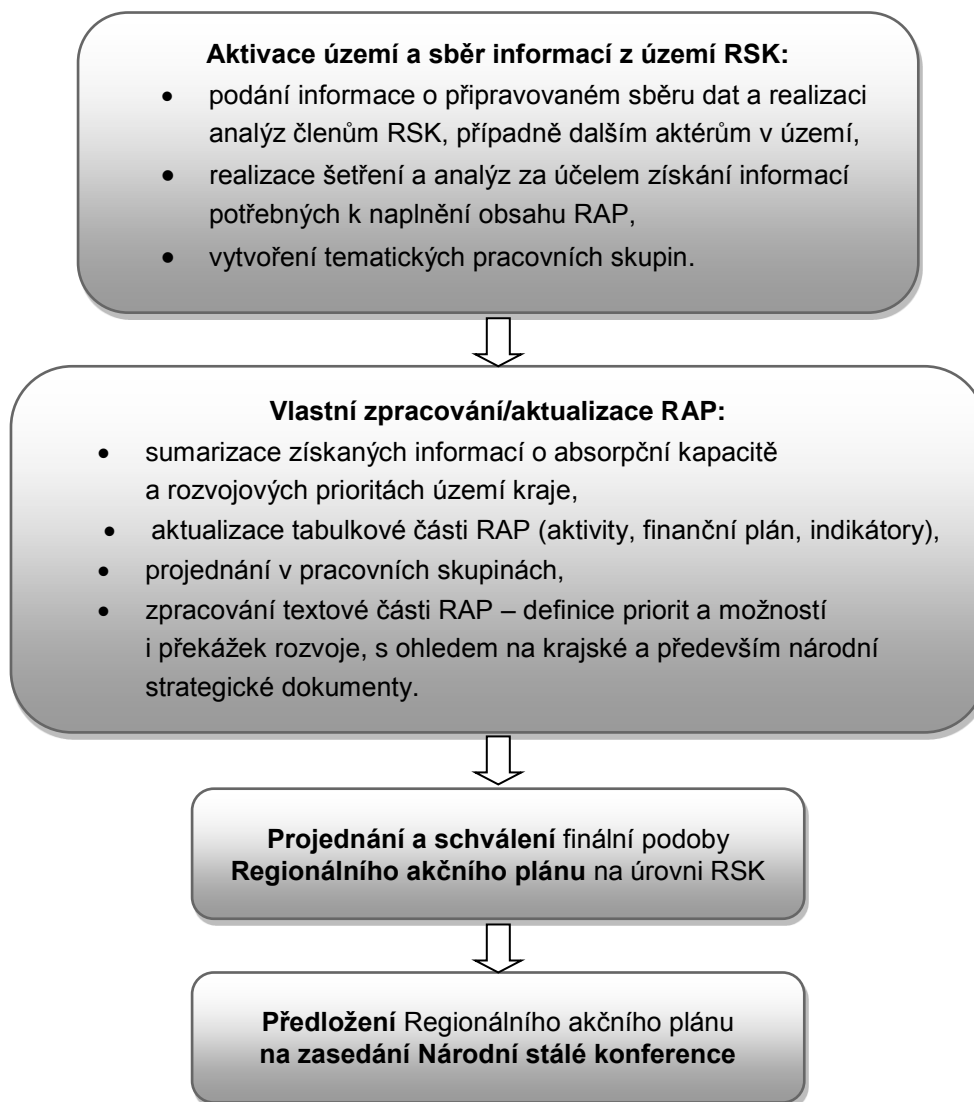 Aktivace území a sběr informací z území RSK:
• podání informace o připravovaném sběru dat a realizaci
analýz členům RSK, případně dalším aktérům v území,
• realizace šetření a analýz za účelem získání informací
potřebných k naplnění obsahu RAP,
• vytvoření tematických pracovních skupin.
Vlastní zpracování/aktualizace RAP:
• sumarizace získaných informací o absorpční kapacitě
a rozvojových prioritách území kraje,
• aktualizace tabulkové části RAP (aktivity, finanční plán, indikátory),
• projednání v pracovních skupinách,
• zpracování textové části RAP – definice priorit a možností
i překážek rozvoje, s ohledem na krajské a především národní
strategické dokumenty.
Projednání a schválení finální podoby
Regionálního akčního plánu na úrovni RSK
Předložení Regionálního akčního plánu
na zasedání Národní stálé konference